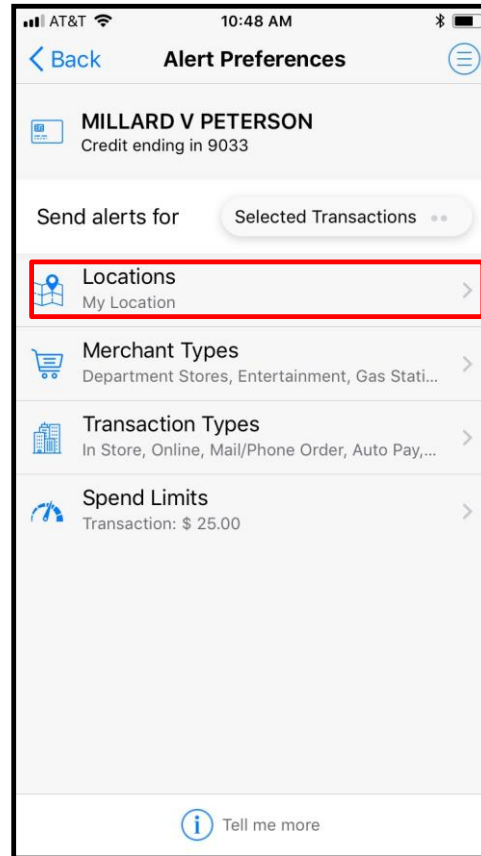 AT&T 10:48 AM
Back Alert Preferences
MILLARD V PETERSON
Credit ending in 9033
Send alerts for Selected Transactions
Locations
My Location
Merchant Types
Department Stores, Entertainment, Gas Stati...
Transaction Types
In Store, Online, Mail/Phone Order, Auto Pay,...
Spend Limits
Transaction: $ 25.00
Tell me more